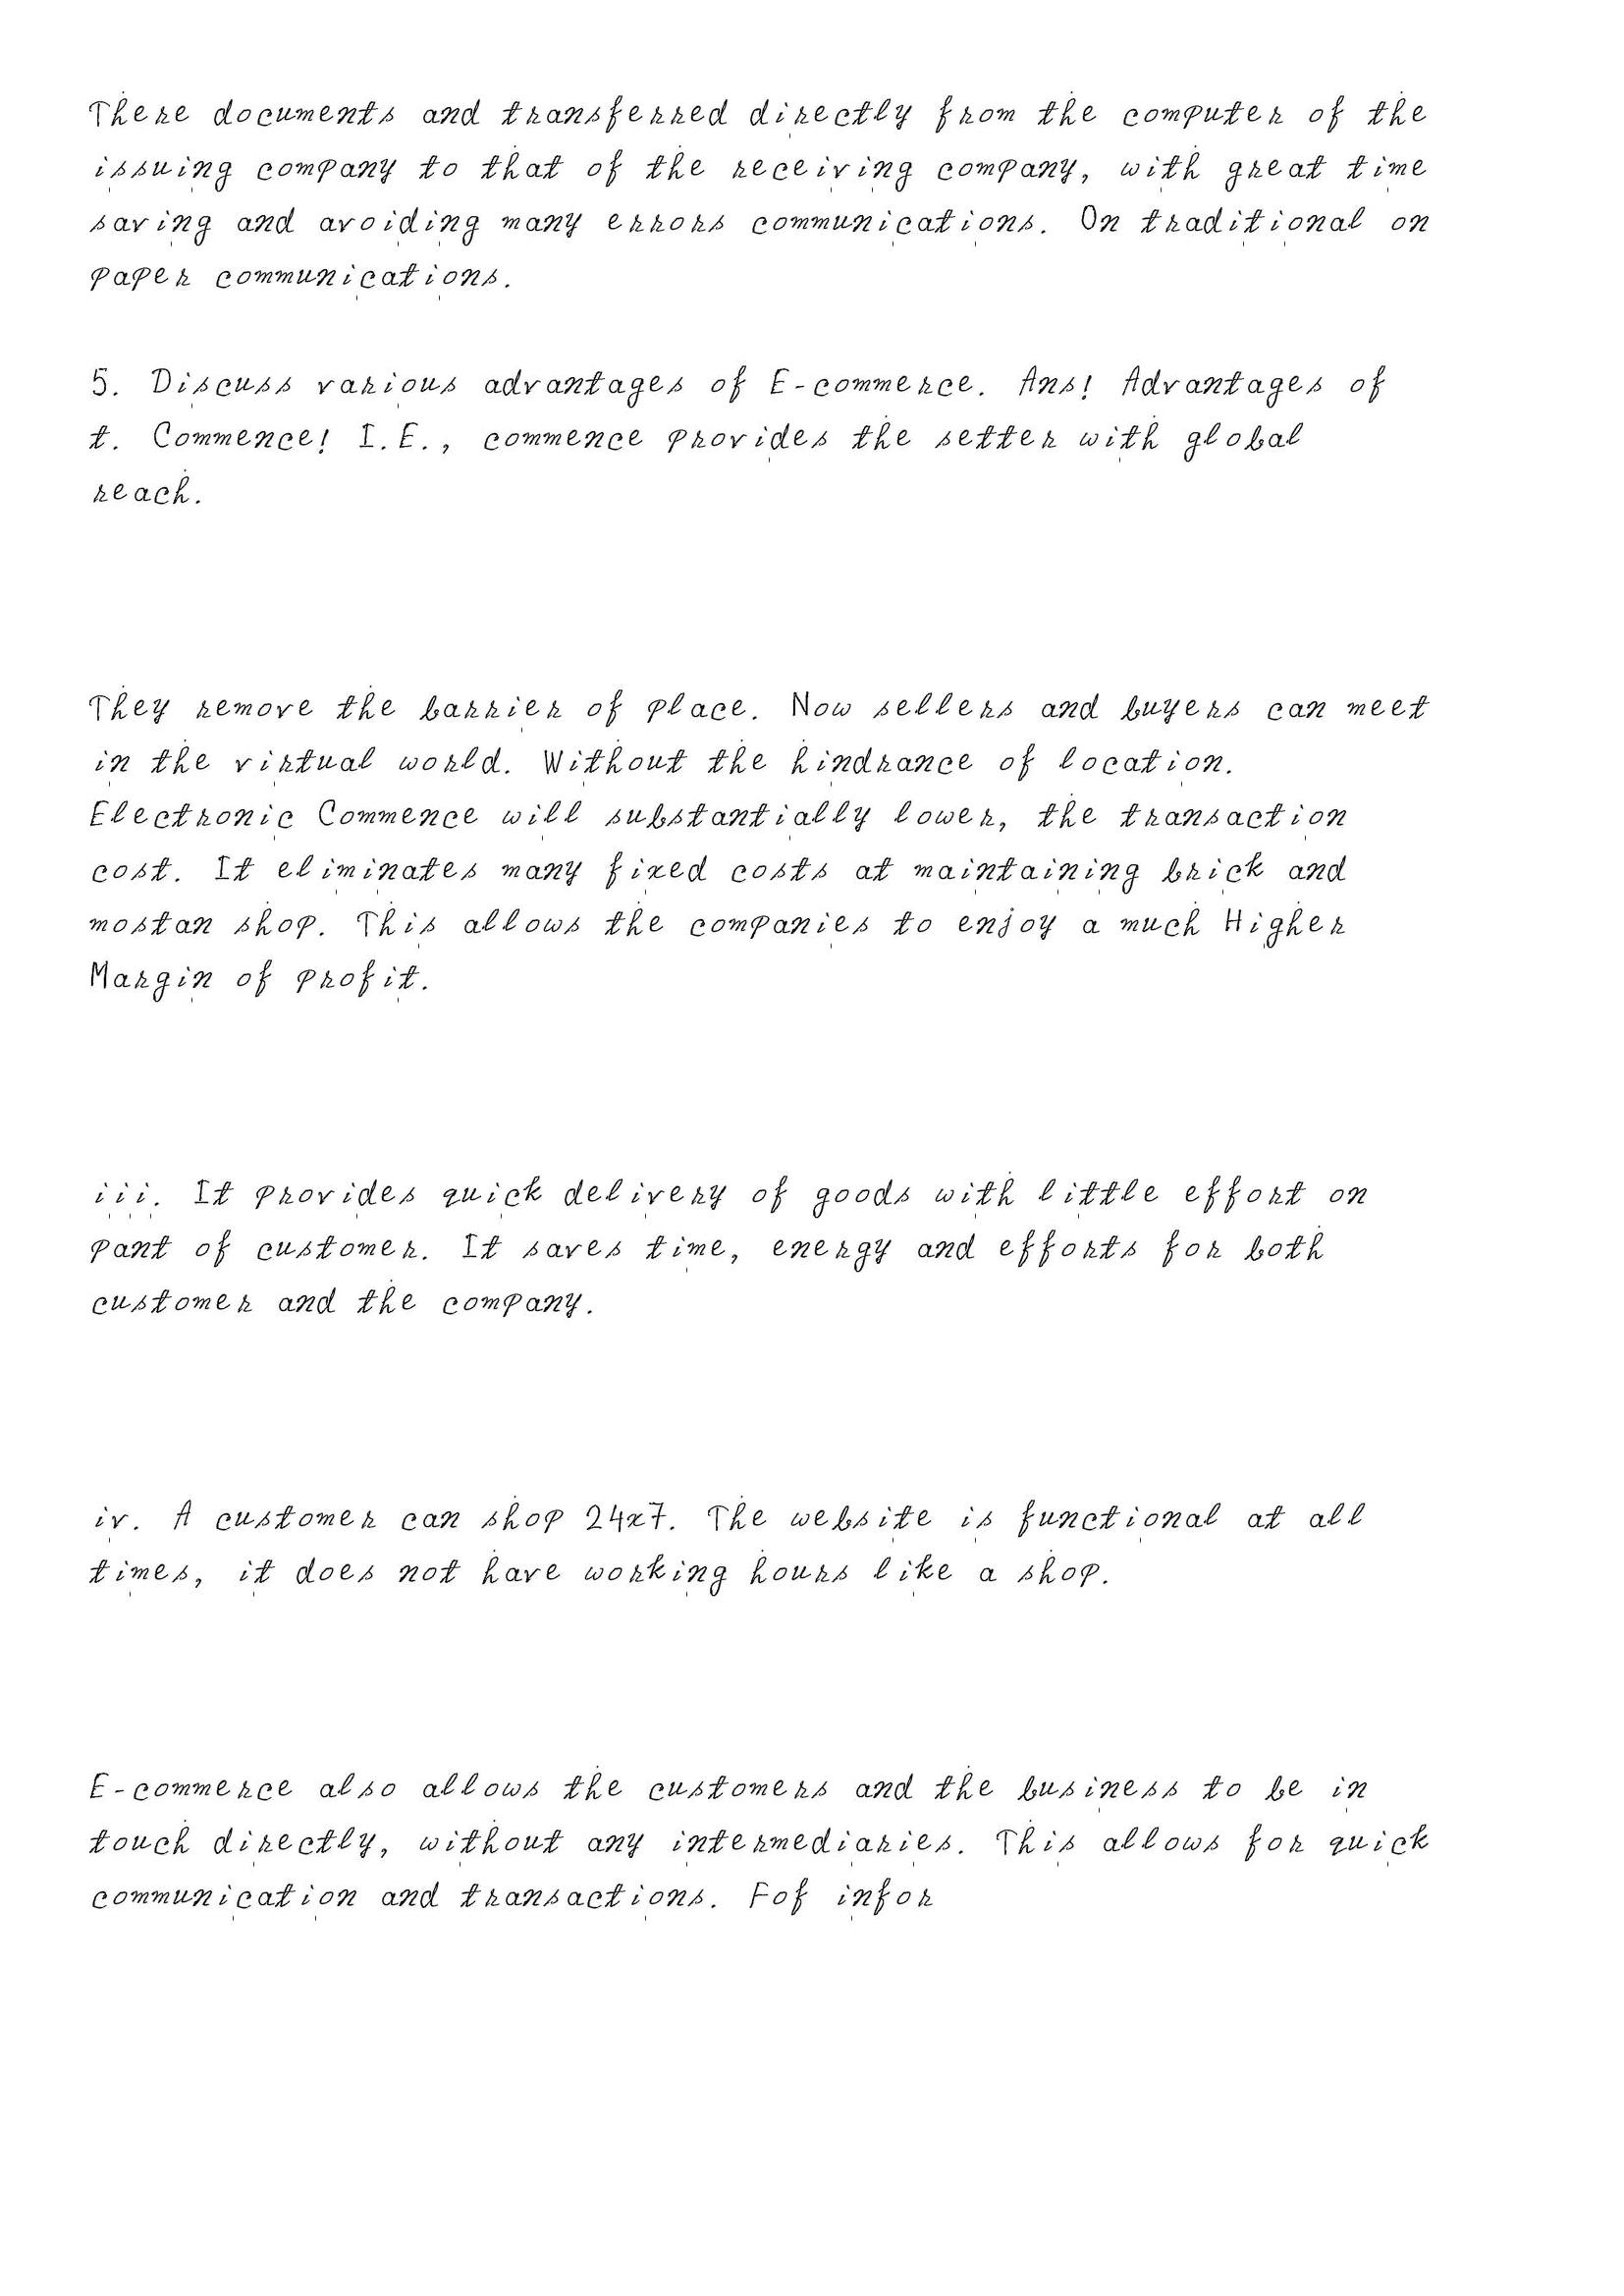 There documents and transferred directly from the computer of the
issuing company to that of the receiving company, with great time
saving and avoiding many errors communications. On traditional on
paper communications.
5. Discuss various advantages of E-commerce. Ans! Advantages of
t. Commence! I.E., commence provides the setter with global
reach.
They remove the barrier of place. Now sellers and buyers can meet
in the virtual world. Without the hindrance of location.
Electronic Commence will substantially lower, the transaction
cost. It eliminates many fixed costs at maintaining brick and
mostan shop. This allows the companies to enjoy a much Higher
Margin of profit.
iii. It provides quick delivery of goods with little effort on
pant of customer. It saves time, energy and efforts for both
customer and the company.
iv. A customer can shop 24x7. The website is functional at all
times, it does not have working hours like a shop.
E-commerce also allows the customers and the business to be in
touch directly, without any intermediaries. This allows for quick
communication and transactions. Fof infor